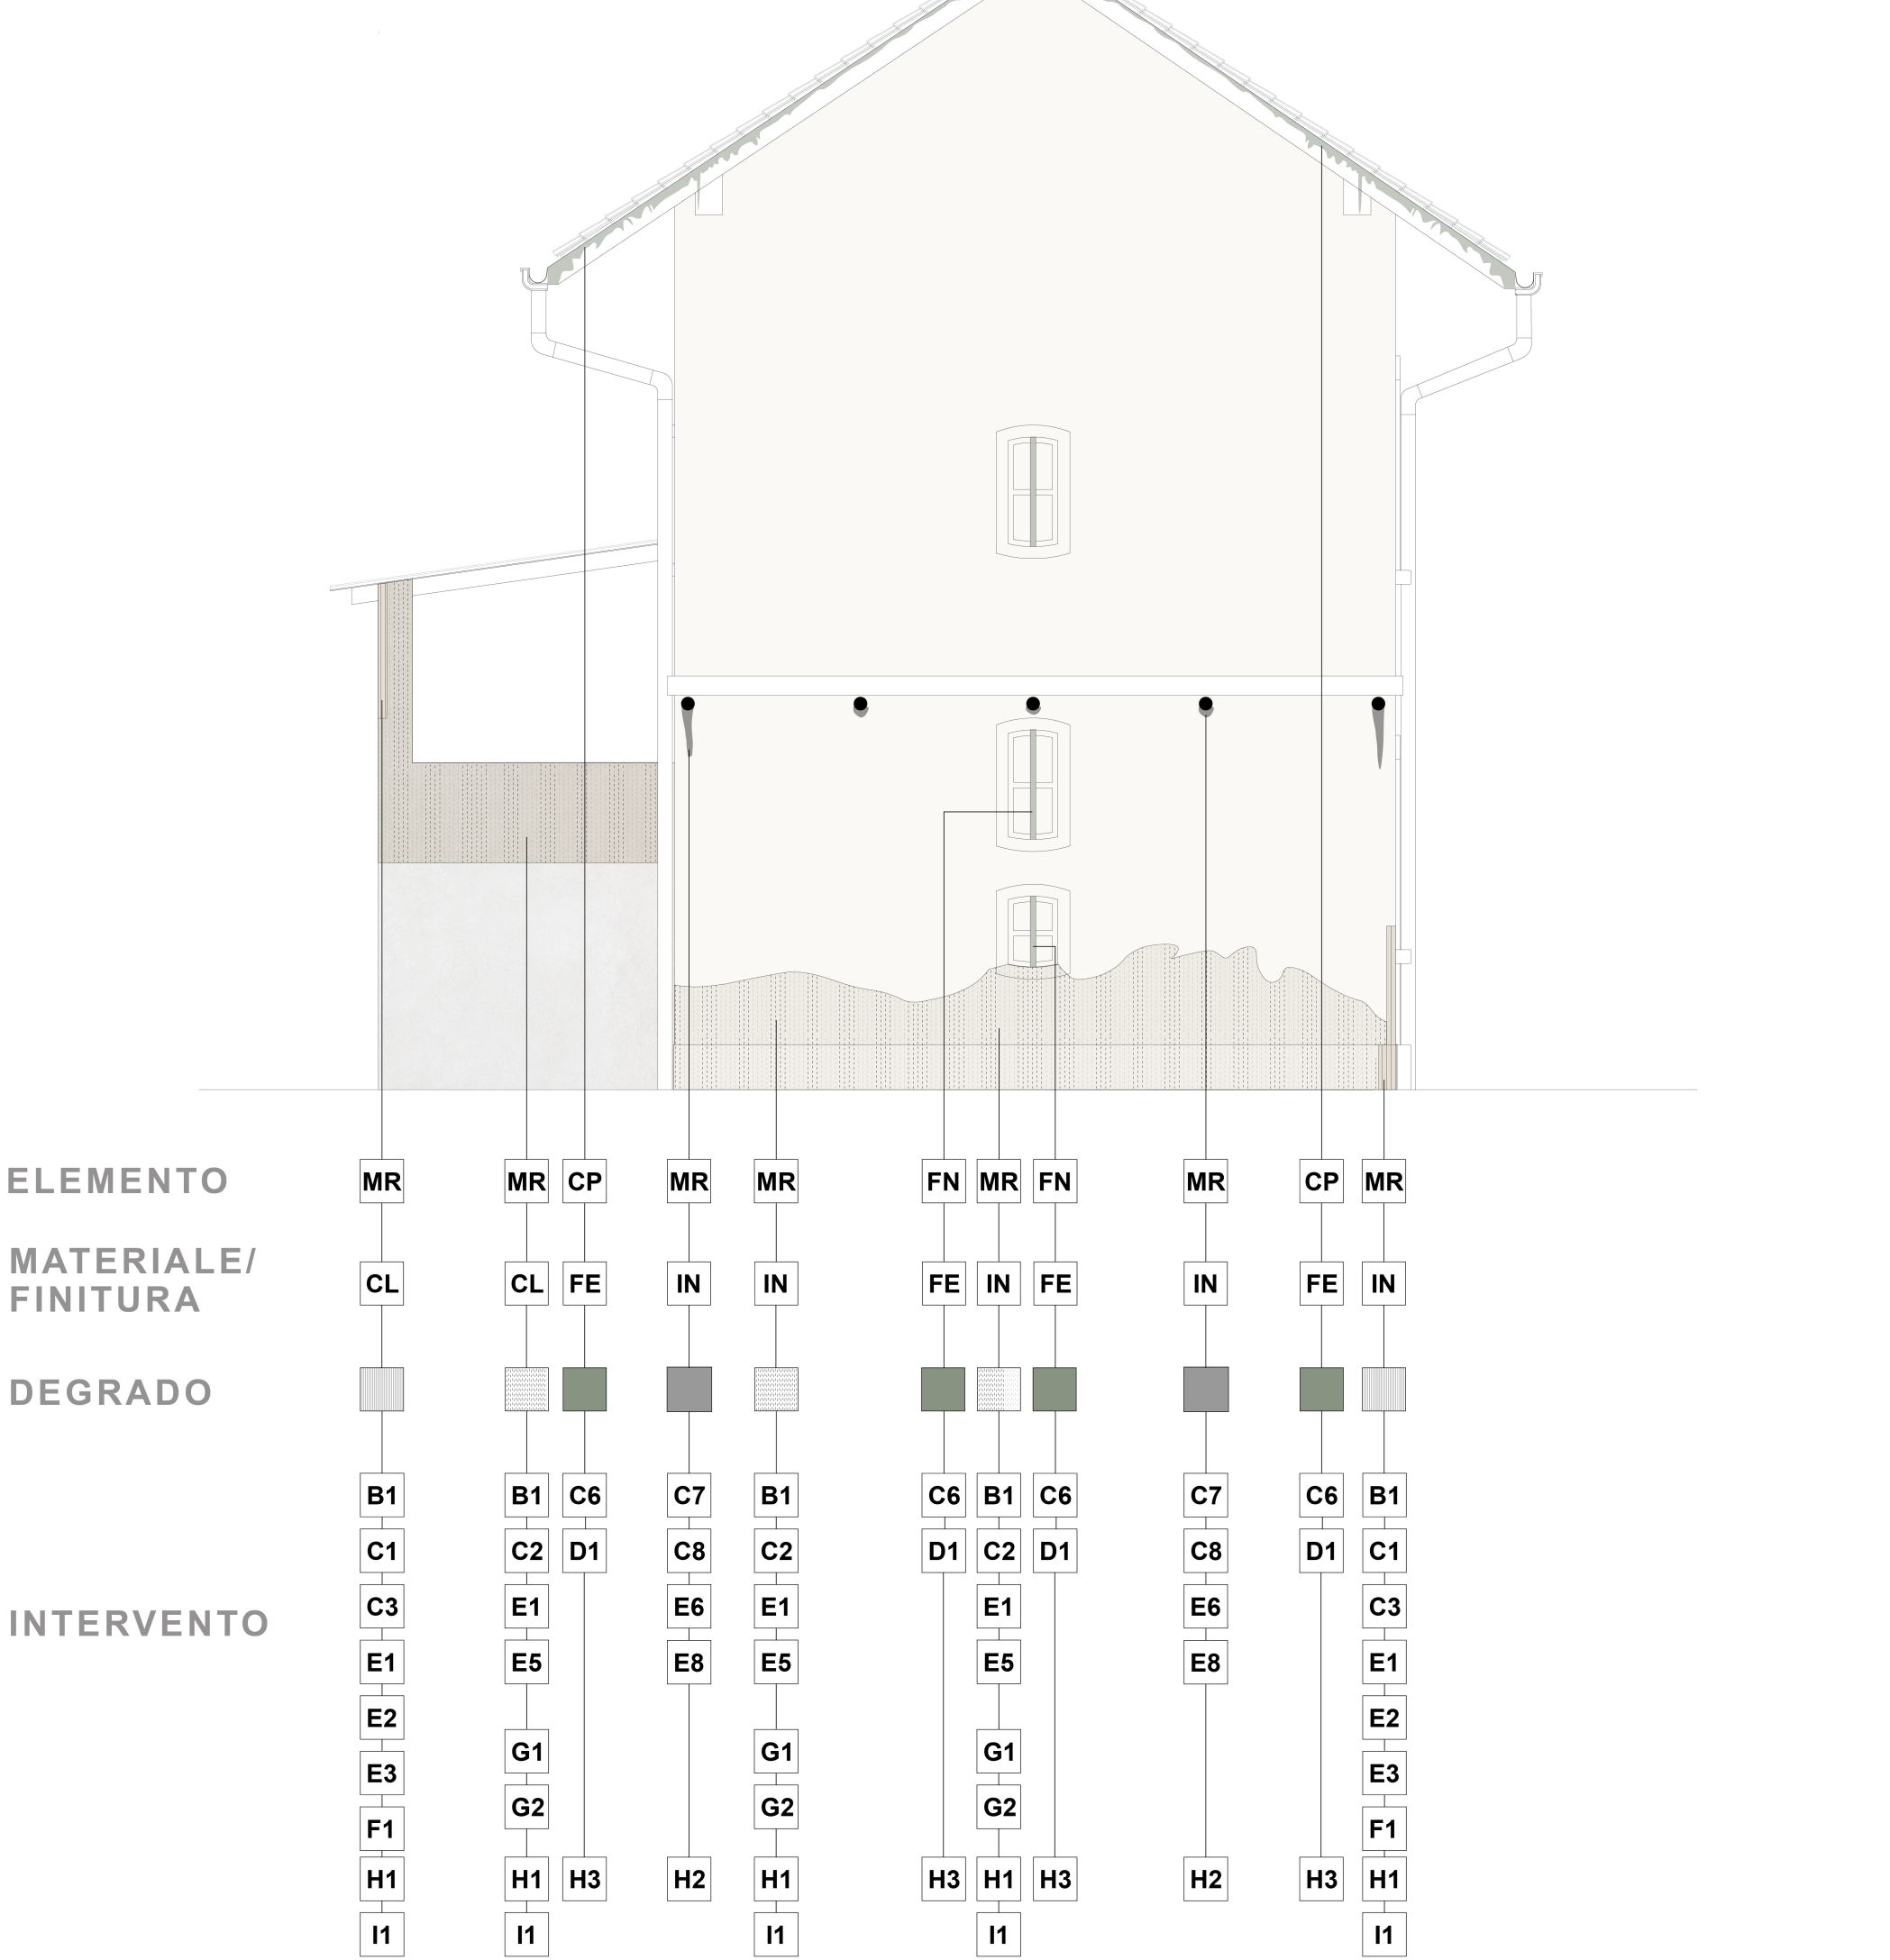 ELEMENTO MR MR CP MR MR FN MR FN MR CP MR
MATERIALE/
FINITURA CL CL FE IN IN FE IN FE IN FE IN
DEGRADO
B1 B1 C6 C7 B1 C6 B1 C6 C7 C6 B1
C1 C2 D1 C8 C2 D1 C2 D1 C8 D1 C1
INTERVENTO C3 E1 E6 E1 E1 E6 C3
E1 E5 E8 E5 E5 E8 E1
E2 E2
G1 G1 G1
E3 E3
G2 G2 G2
F1 F1
H1 H1 H3 H2 H1 H3 H1 H3 H2 H3 H1
I1 I1 I1 I1 I1